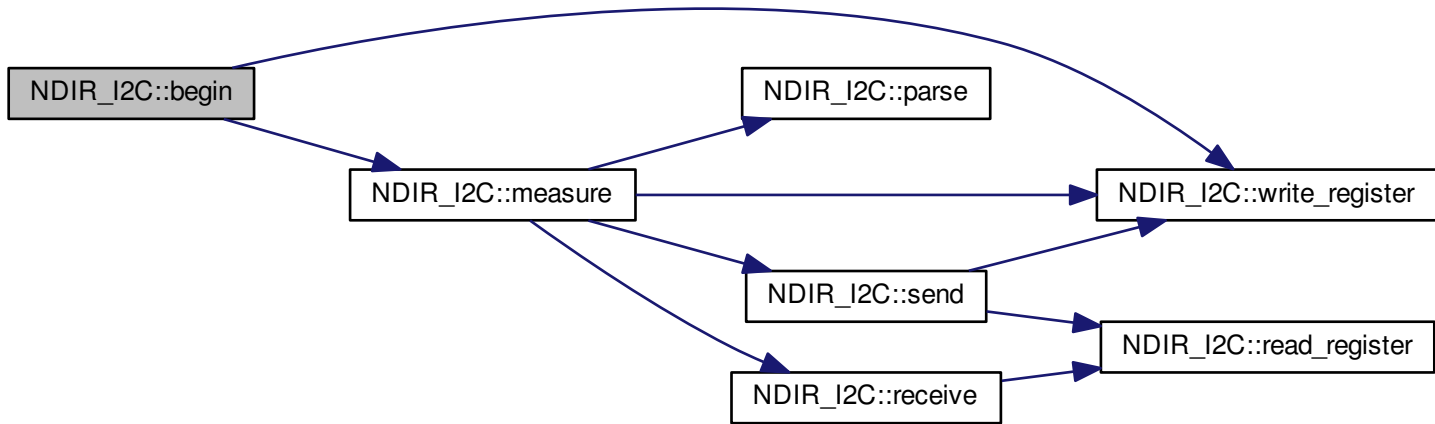 NDIR_I2C::begin
NDIR_I2C::measure
NDIR_I2C::parse
NDIR_I2C::write_register
NDIR_I2C::send
NDIR_I2C::read_register
NDIR_I2C::receive